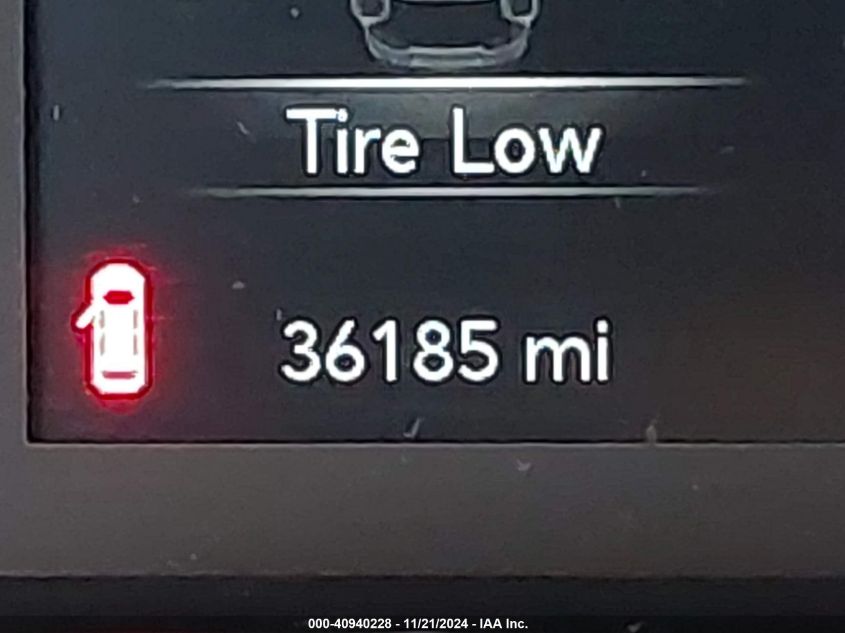 Tire Low
36185 mi
000-40940228 - 11/21/2024 - IAA Inc.